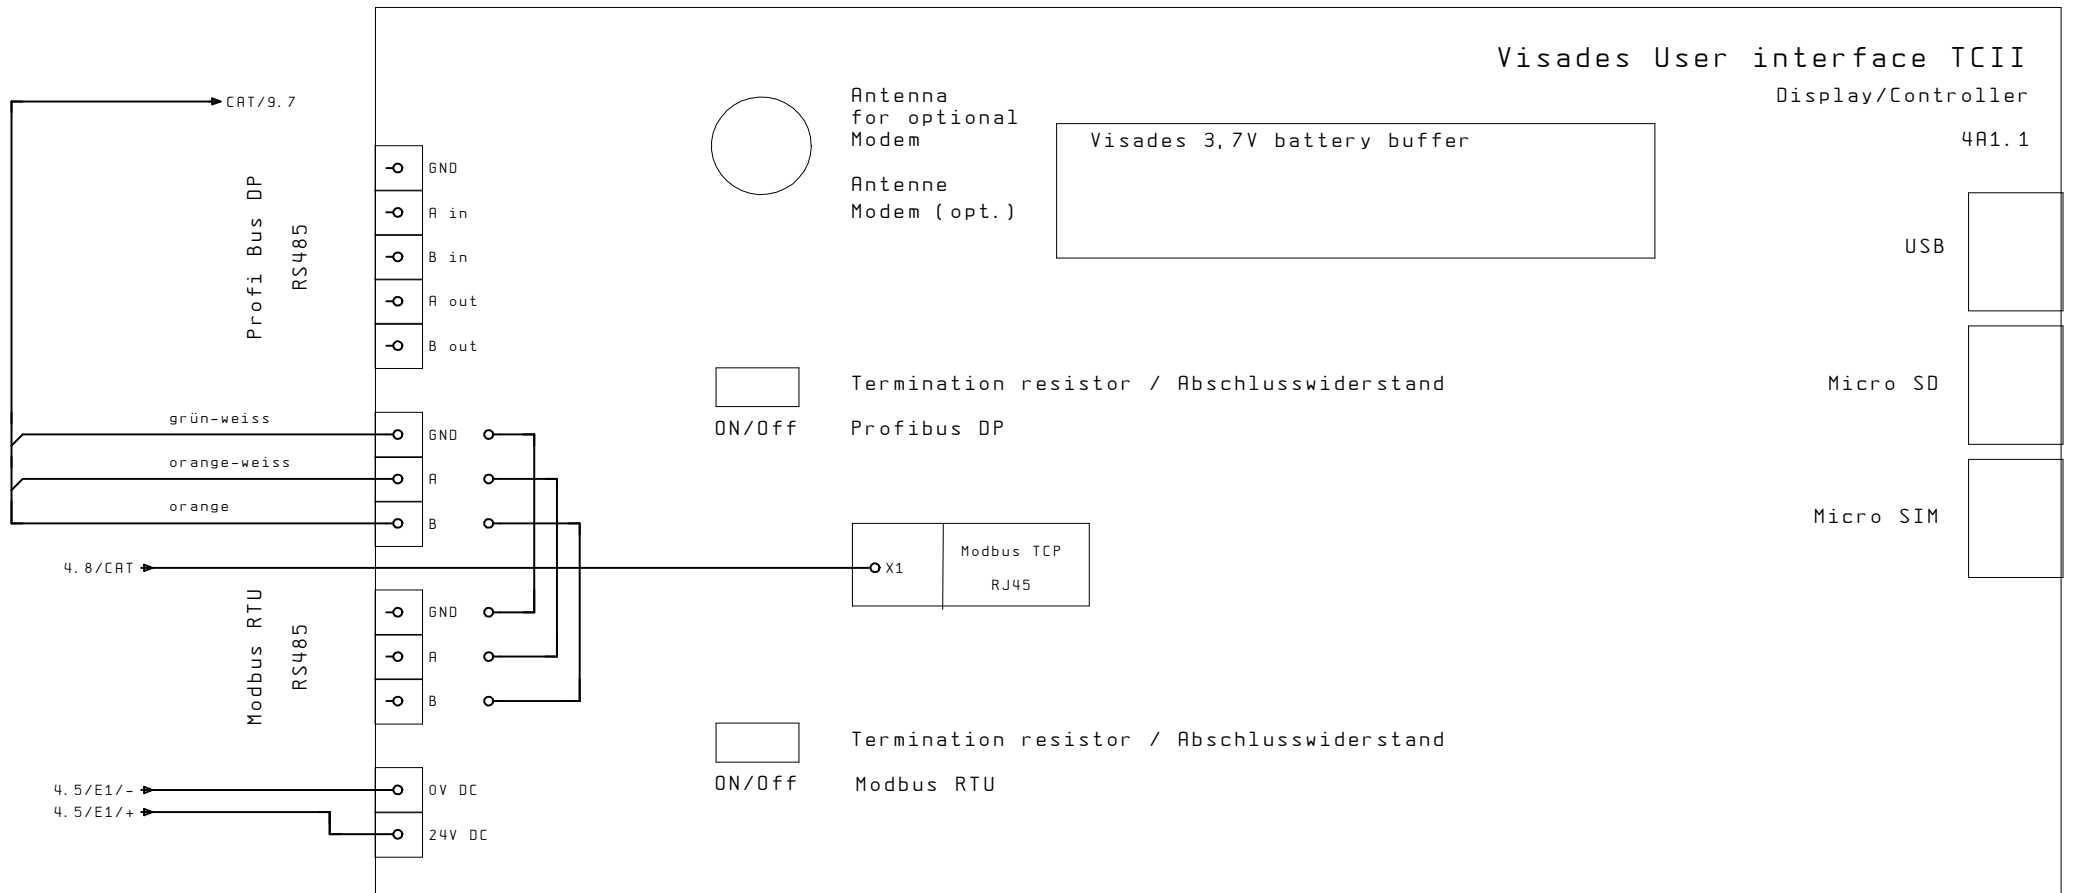 Visades User interface TCII
Display/Controller
4A1.1
CAT/9.7
Antenna
for optional
Modem
Antenne
Modem (opt.)
Visades 3,7V battery buffer
Profi Bus DP
RS485
GND
A in
B in
A out
B out
USB
Micro SD
Micro SIM
Termination resistor / Abschlusswiderstand
ON/Off Profibus DP
grün-weiss
orange-weiss
orange
GND
A
B
4.8/CAT
X1
Modbus TCP
RJ45
Modbus RTU
RS485
GND
A
B
Termination resistor / Abschlusswiderstand
ON/Off Modbus RTU
4.5/E1/-
4.5/E1/+
0V DC
24V DC